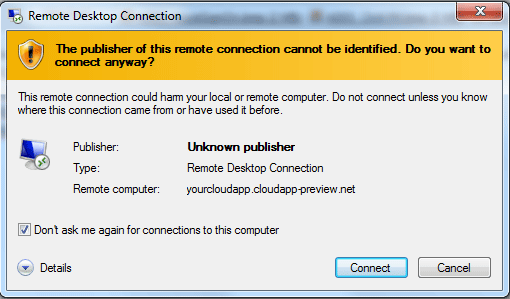 Remote Desktop Connection
The publisher of this remote connection cannot be identified. Do you want to
connect anyway?
This remote connection could harm your local or remote computer. Do not connect unless you know
where this connection came from or have used it before.
Publisher: Unknown publisher
Type: Remote Desktop Connection
Remote computer: yourcloudapp.cloudapp-preview.net
Don't ask me again for connections to this computer
Details Connect Cancel